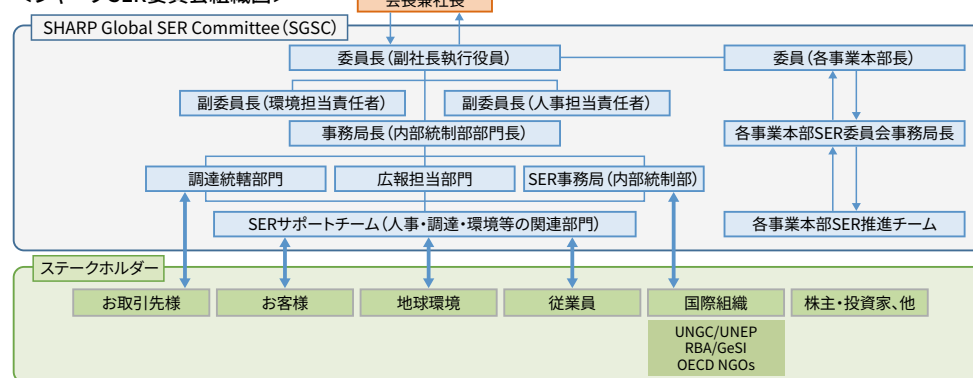 会長兼社長
SHARP Global SER Committee(SGSC)
委員長(副社長執行役員)
委員(各事業本部長)
副委員長(環境担当責任者)
副委員長(人事担当責任者)
事務局長(内部統制部部門長)
各事業本部SER委員会事務局長
調達統轄部門
広報担当部門
SER事務局(内部統制部)
SERサポートチーム(人事・調達・環境等の関連部門)
各事業本部SER推進チーム
ステークホルダー
お取引先様
お客様
地球環境
従業員
国際組織
株主・投資家、他
UNGC/UNEP
RBA/GeSI
OECD NGOs